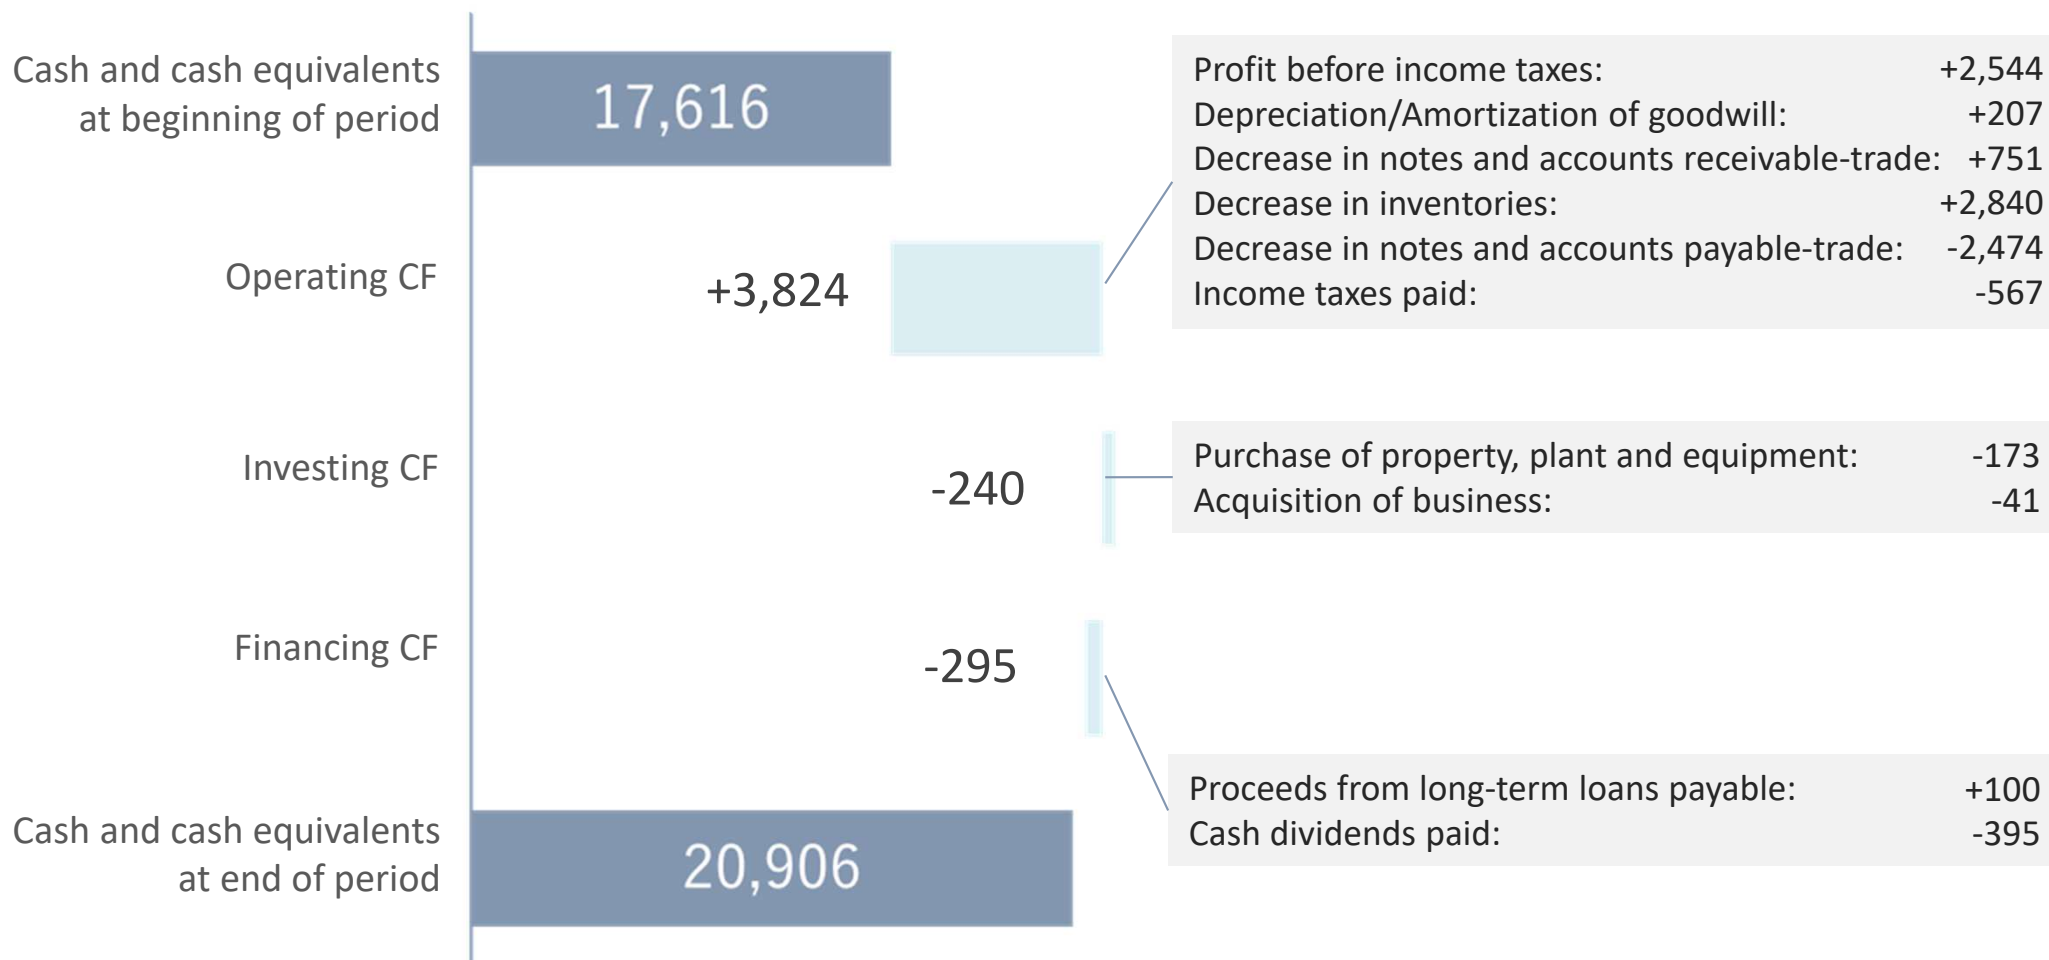 Cash and cash equivalents
at beginning of period
17,616
Profit before income taxes: +2,544
Depreciation/Amortization of goodwill: +207
Decrease in notes and accounts receivable-trade: +751
Decrease in inventories: +2,840
Decrease in notes and accounts payable-trade: -2,474
Income taxes paid: -567
Operating CF
+3,824
Investing CF
-240
Purchase of property, plant and equipment: -173
Acquisition of business: -41
Financing CF
-295
Proceeds from long-term loans payable: +100
Cash dividends paid: -395
Cash and cash equivalents
at end of period
20,906